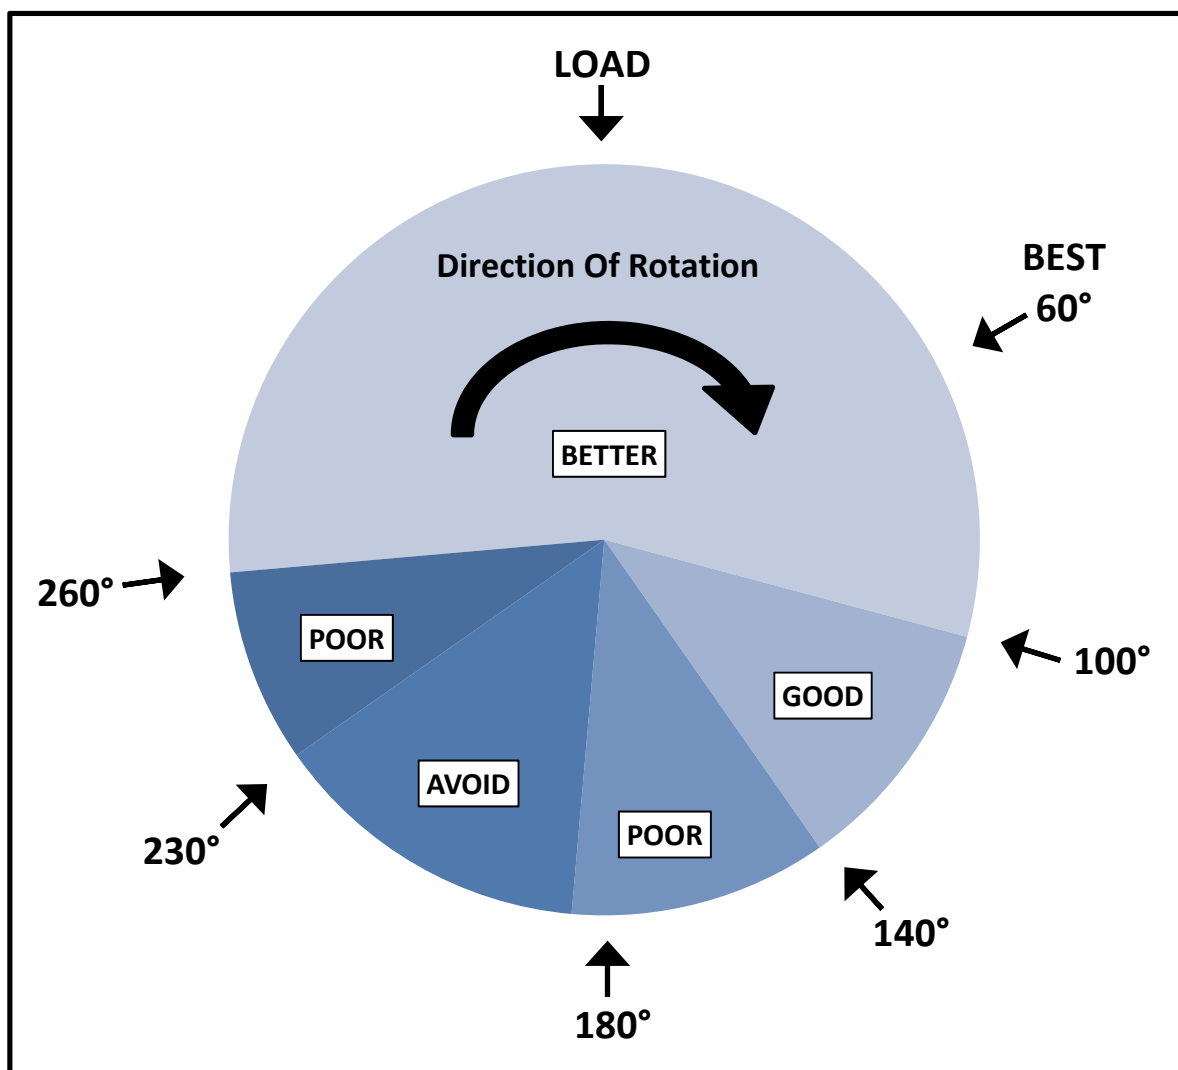 LOAD
BEST
60°
Direction Of Rotation
BETTER
260°
POOR
100°
GOOD
AVOID
POOR
230°
140°
180°